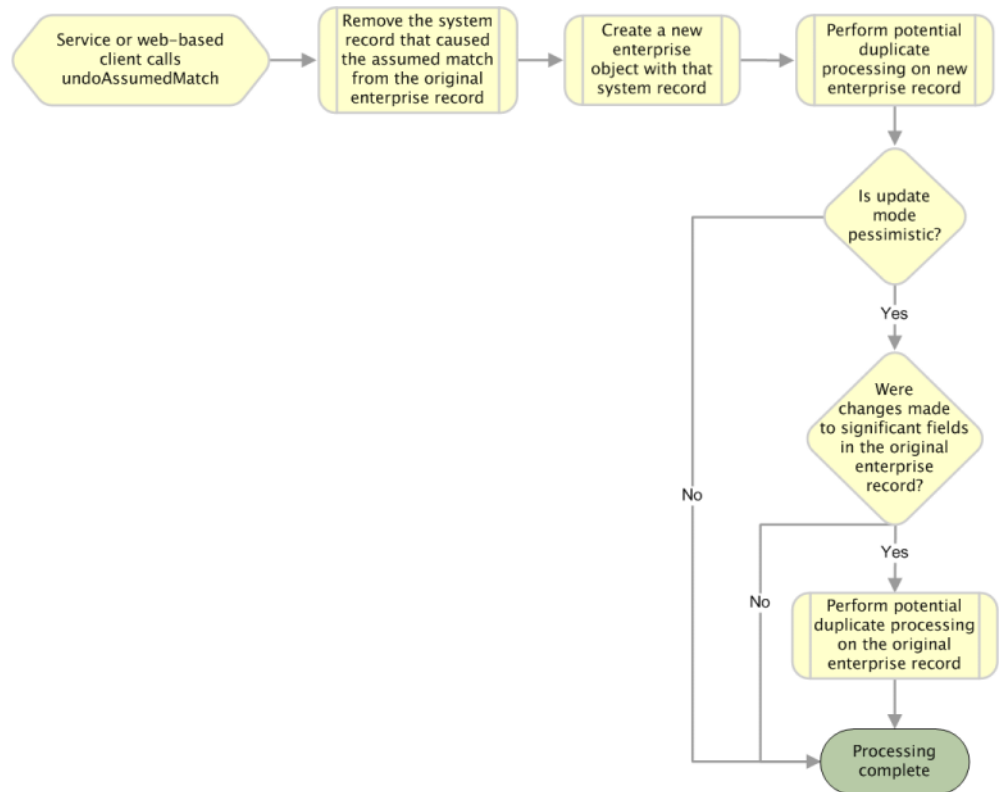 Service or web-based
client calls
undoAssumedMatch
Remove the system
record that caused
the assumed match
from the original
enterprise record
Create a new
enterprise
object with that
system record
Perform potential
duplicate
processing on new
enterprise record
Is update
mode
pessimistic?
Yes
Were
changes made
to significant fields
in the original
enterprise
record?
No
Yes
No
Perform potential
duplicate processing
on the original
enterprise record
Processing
complete